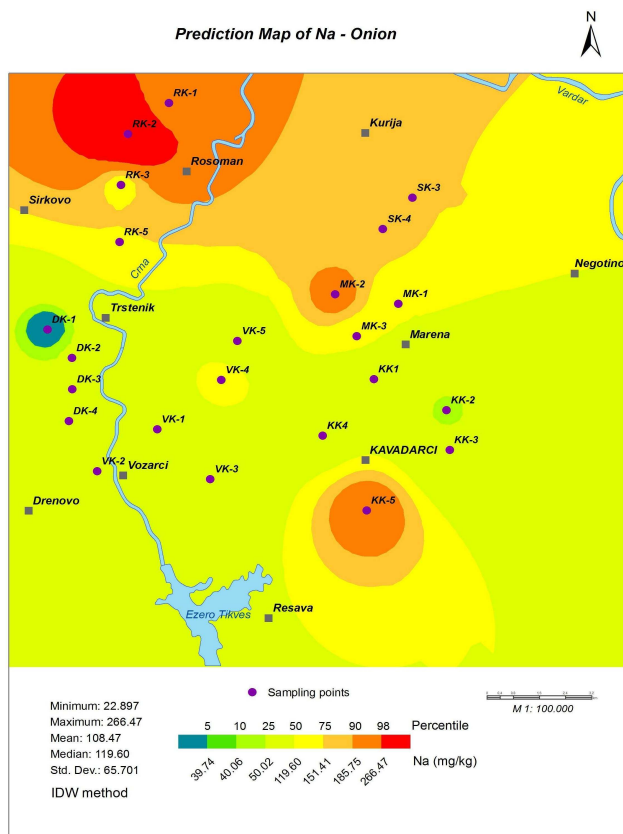 Prediction Map of Na - Onion
N
RK-1
Vardar
RK-2
Kurija
Rosoman
RK-3
SK-3
Sirkovo
SK-4
RK-5
Crna
Negotino
MK-2
MK-1
Trstenik
DK-1
MK-3
VK-5
Marena
DK-2
VK-4
KK1
DK-3
KK-2
DK-4
VK-1
KK4
KK-3
KAVADARCI
VK-2
Vozarci
VK-3
Drenovo
KK-5
Resava
Ezero Tikves
Sampling points
M 1: 100.000
Minimum: 22.897
Maximum: 266.47
Mean: 108.47
Median: 119.60
Std. Dev.: 65.701
IDW method
5 10 25 50 75 90 98 Percentile
39.74 40.06 50.02 119.60 151.41 185.75 266.47 Na (mg/kg)